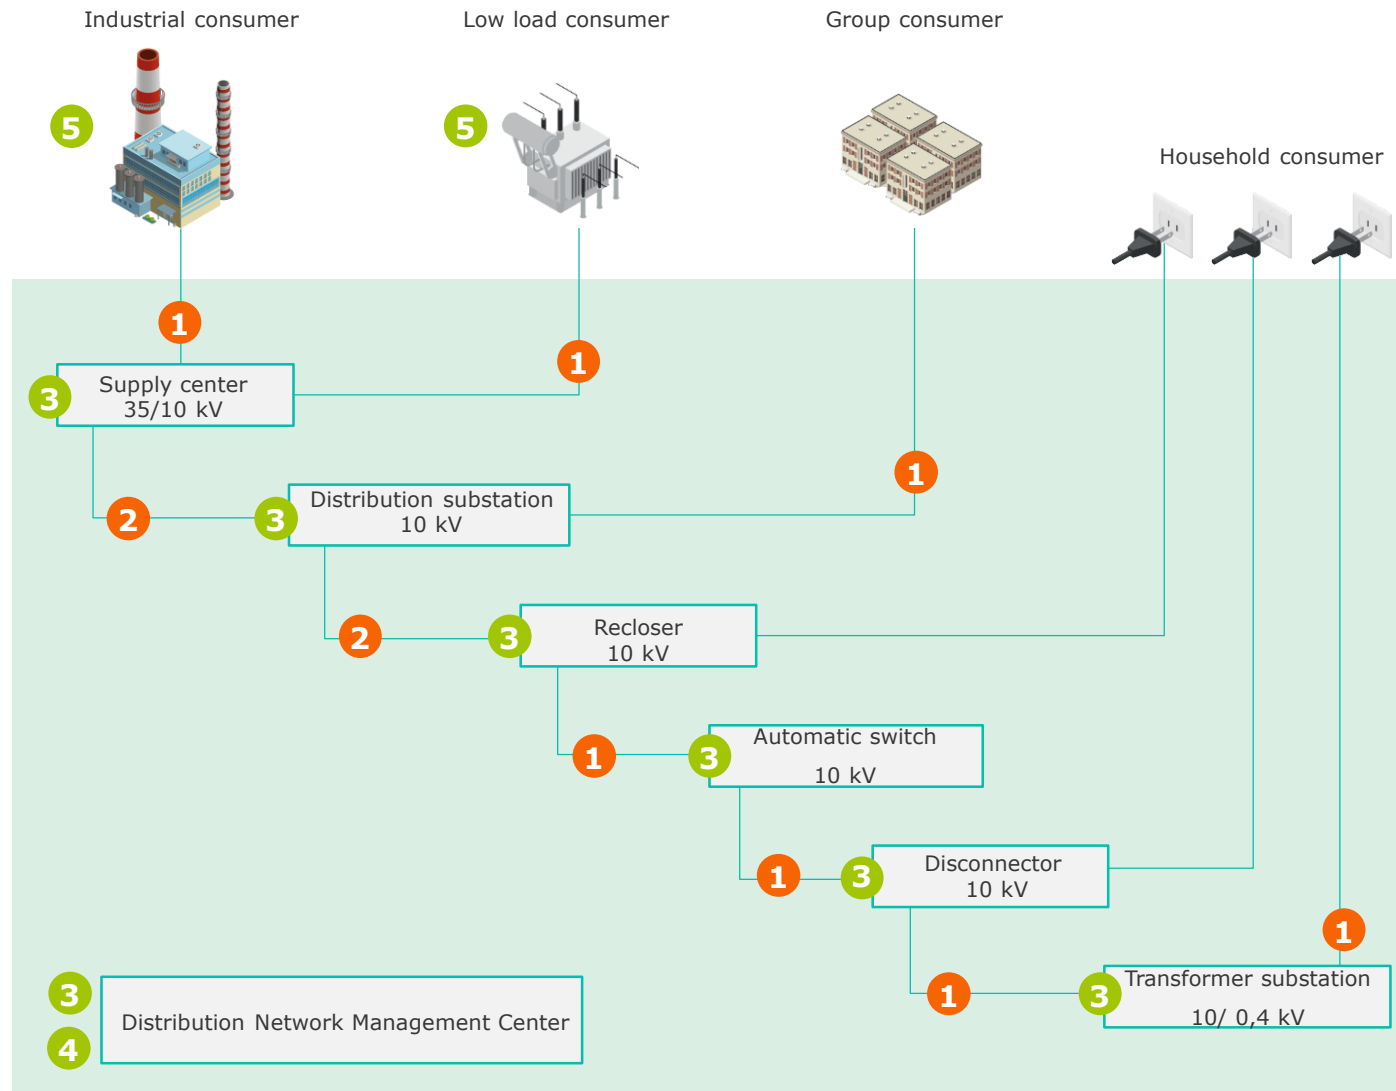 Industrial consumer
Low load consumer
Group consumer
5
5
Household consumer
1
1
Supply center
35/10 kV
3
1
Distribution substation
10 kV
2
3
Recloser
10 kV
2
3
Automatic switch
10 kV
1
3
Disconnector
10 kV
1
3
1
Transformer substation
10/ 0,4 kV
1
3
3
4
Distribution Network Management Center